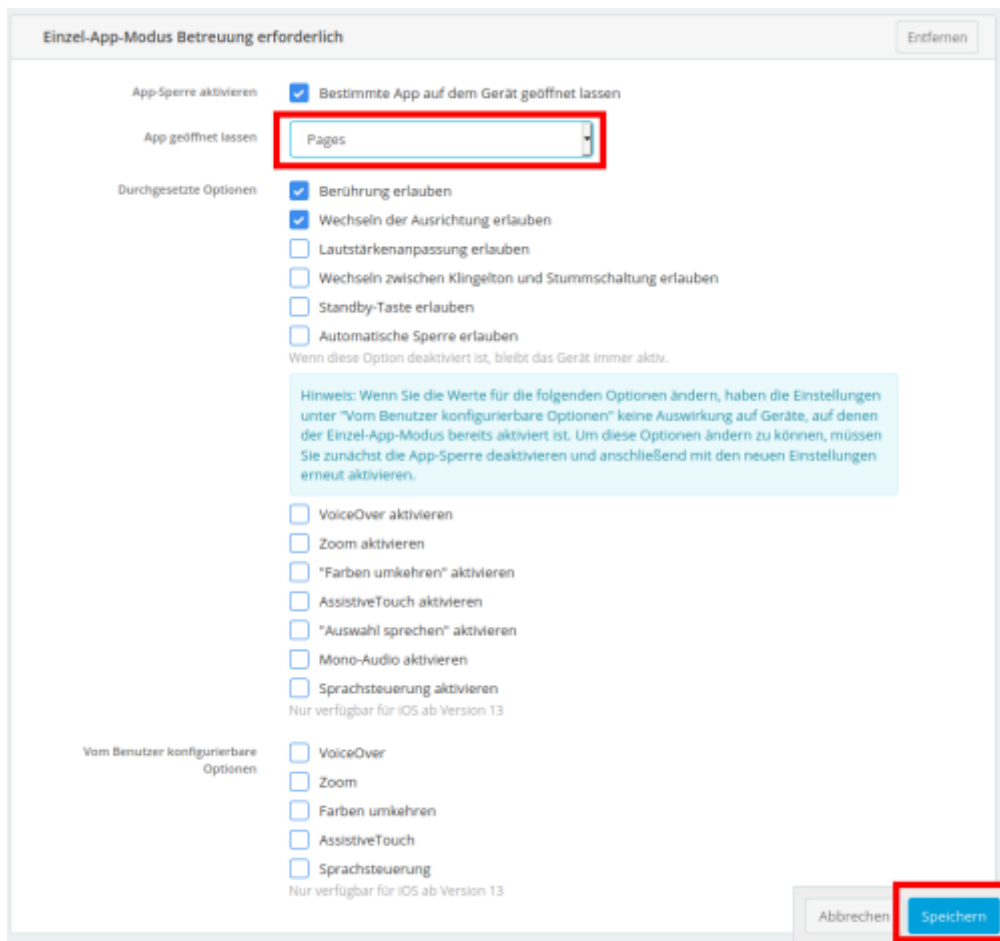 Einzel-App-Modus Betreuung erforderlich
Entfernen
App-Sperre aktivieren
Bestimmte App auf dem Gerät geöffnet lassen
App geöffnet lassen
Pages
Durchgesetzte Optionen
Berührung erlauben
Wechseln der Ausrichtung erlauben
Lautstärkenanpassung erlauben
Wechseln zwischen Klingelton und Stummschaltung erlauben
Standby-Taste erlauben
Automatische Sperre erlauben
Wenn diese Option deaktiviert ist, bleibt das Gerät immer aktiv.
Hinweis: Wenn Sie die Werte für die folgenden Optionen ändern, haben die Einstellungen
unter "Vom Benutzer konfigurierbare Optionen" keine Auswirkung auf Geräte, auf denen
der Einzel-App-Modus bereits aktiviert ist. Um diese Optionen ändern zu können, müssen
Sie zunächst die App-Sperre deaktivieren und anschließend mit den neuen Einstellungen
erneut aktivieren.
VoiceOver aktivieren
Zoom aktivieren
"Farben umkehren" aktivieren
AssistiveTouch aktivieren
"Auswahl sprechen" aktivieren
Mono-Audio aktivieren
Sprachsteuerung aktivieren
Nur verfügbar für iOS ab Version 13
Vom Benutzer konfigurierbare
Optionen
VoiceOver
Zoom
Farben umkehren
AssistiveTouch
Sprachsteuerung
Nur verfügbar für iOS ab Version 13
Abbrechen
Speichern